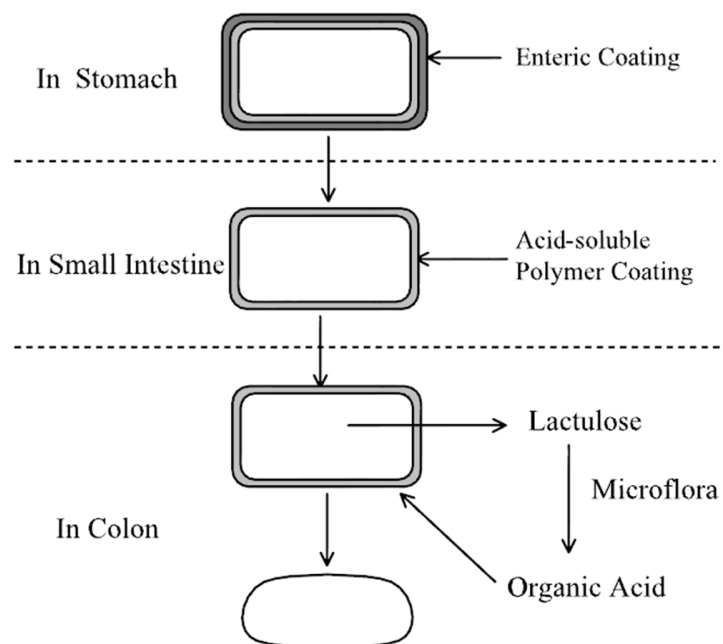 In Stomach
Enteric Coating
In Small Intestine
Acid-soluble
Polymer Coating
Lactulose
Microflora
In Colon
Organic Acid